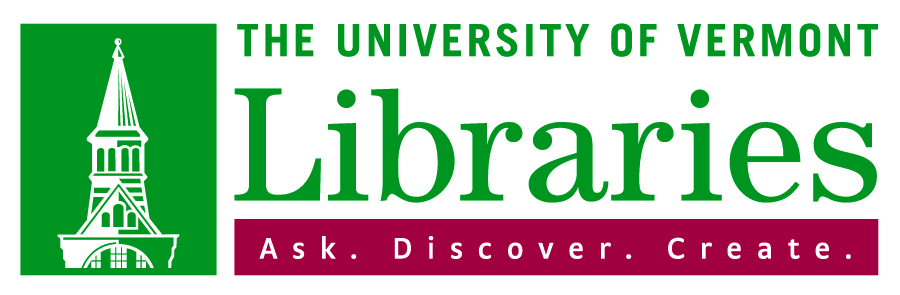 THE UNIVERSITY OF VERMONT
Libraries
Ask. Discover. Create.